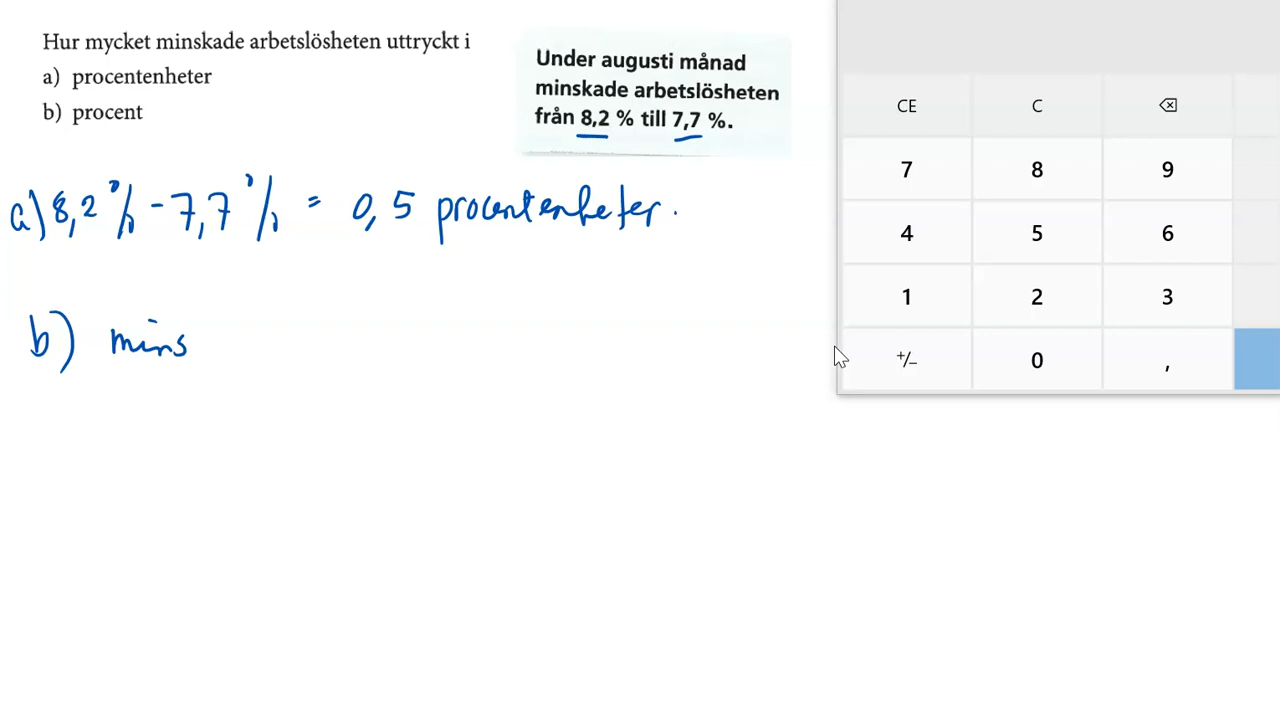 Hur mycket minskade arbetslösheten uttryckt i
a) procentenheter
b) procent
Under augusti månad
minskade arbetslösheten
från 8,2 % till 7,7 %.
a) 8,2 % - 7,7 % = 0,5 procentenheter.
b) mins
CE C
7 8 9
4 5 6
1 2 3
+/− 0 ,